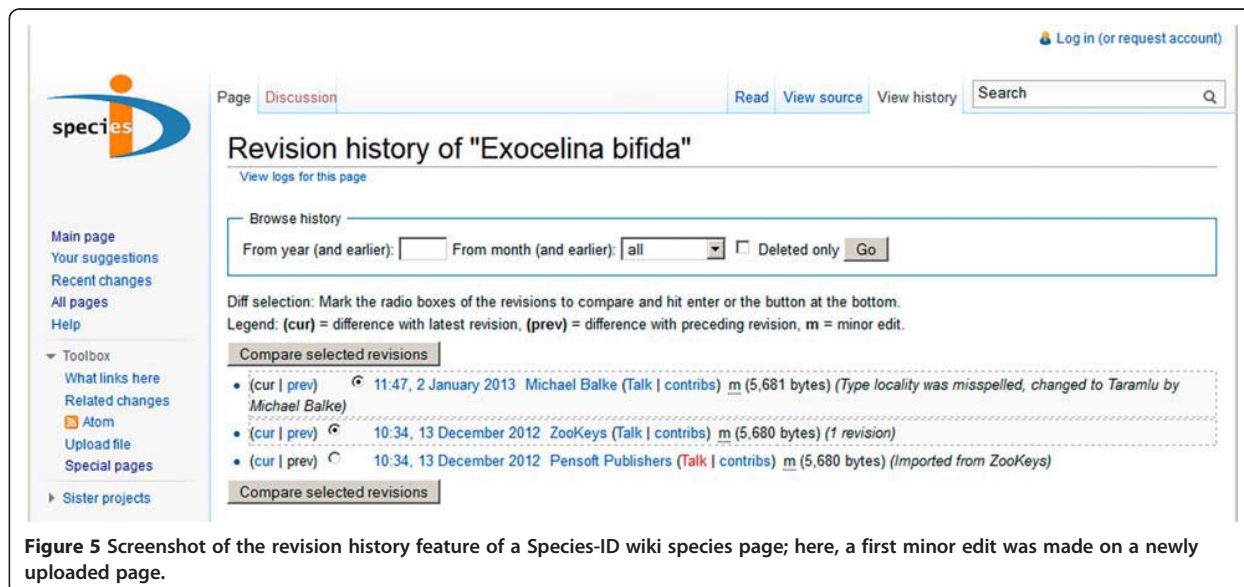 Log in (or request account)
species
Page Discussion Read View source View history Search
Revision history of "Exocelina bifida"
View logs for this page
Browse history
From year (and earlier): From month (and earlier): all Deleted only Go
Main page
Your suggestions
Recent changes
All pages
Help
Toolbox
What links here
Related changes
Atom
Upload file
Special pages
Sister projects
Diff selection: Mark the radio boxes of the revisions to compare and hit enter or the button at the bottom.
Legend: (cur) = difference with latest revision, (prev) = difference with preceding revision, m = minor edit.
Compare selected revisions
• (cur | prev) 11:47, 2 January 2013 Michael Balke (Talk | contribs) m (5,681 bytes) (Type locality was misspelled, changed to Taramlu by
Michael Balke)
• (cur | prev) 10:34, 13 December 2012 ZooKeys (Talk | contribs) m (5,680 bytes) (1 revision)
• (cur | prev) 10:34, 13 December 2012 Pensoft Publishers (Talk | contribs) m (5,680 bytes) (Imported from ZooKeys)
Compare selected revisions
Figure 5 Screenshot of the revision history feature of a Species-ID wiki species page; here, a first minor edit was made on a newly
uploaded page.